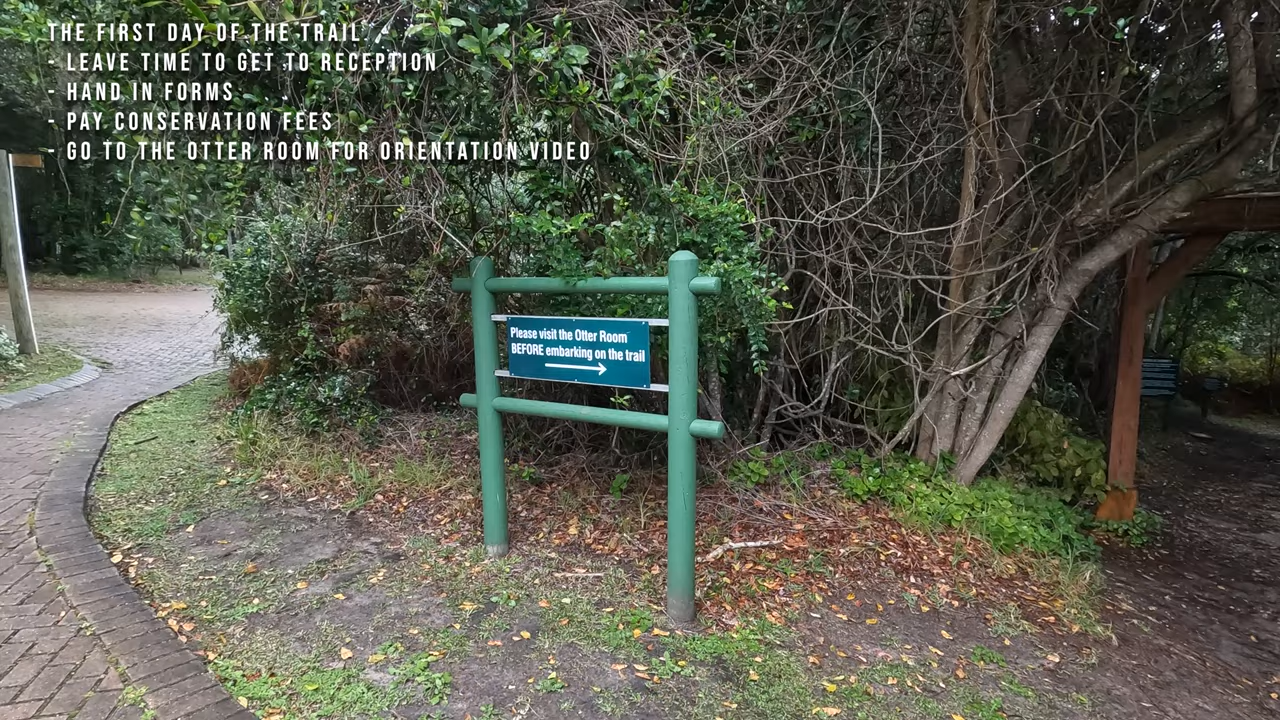 THE FIRST DAY OF THE TRAIL:
- LEAVE TIME TO GET TO RECEPTION
- HAND IN FORMS
- PAY CONSERVATION FEES
- GO TO THE OTTER ROOM FOR ORIENTATION VIDEO
Please visit the Otter Room
BEFORE embarking on the trail